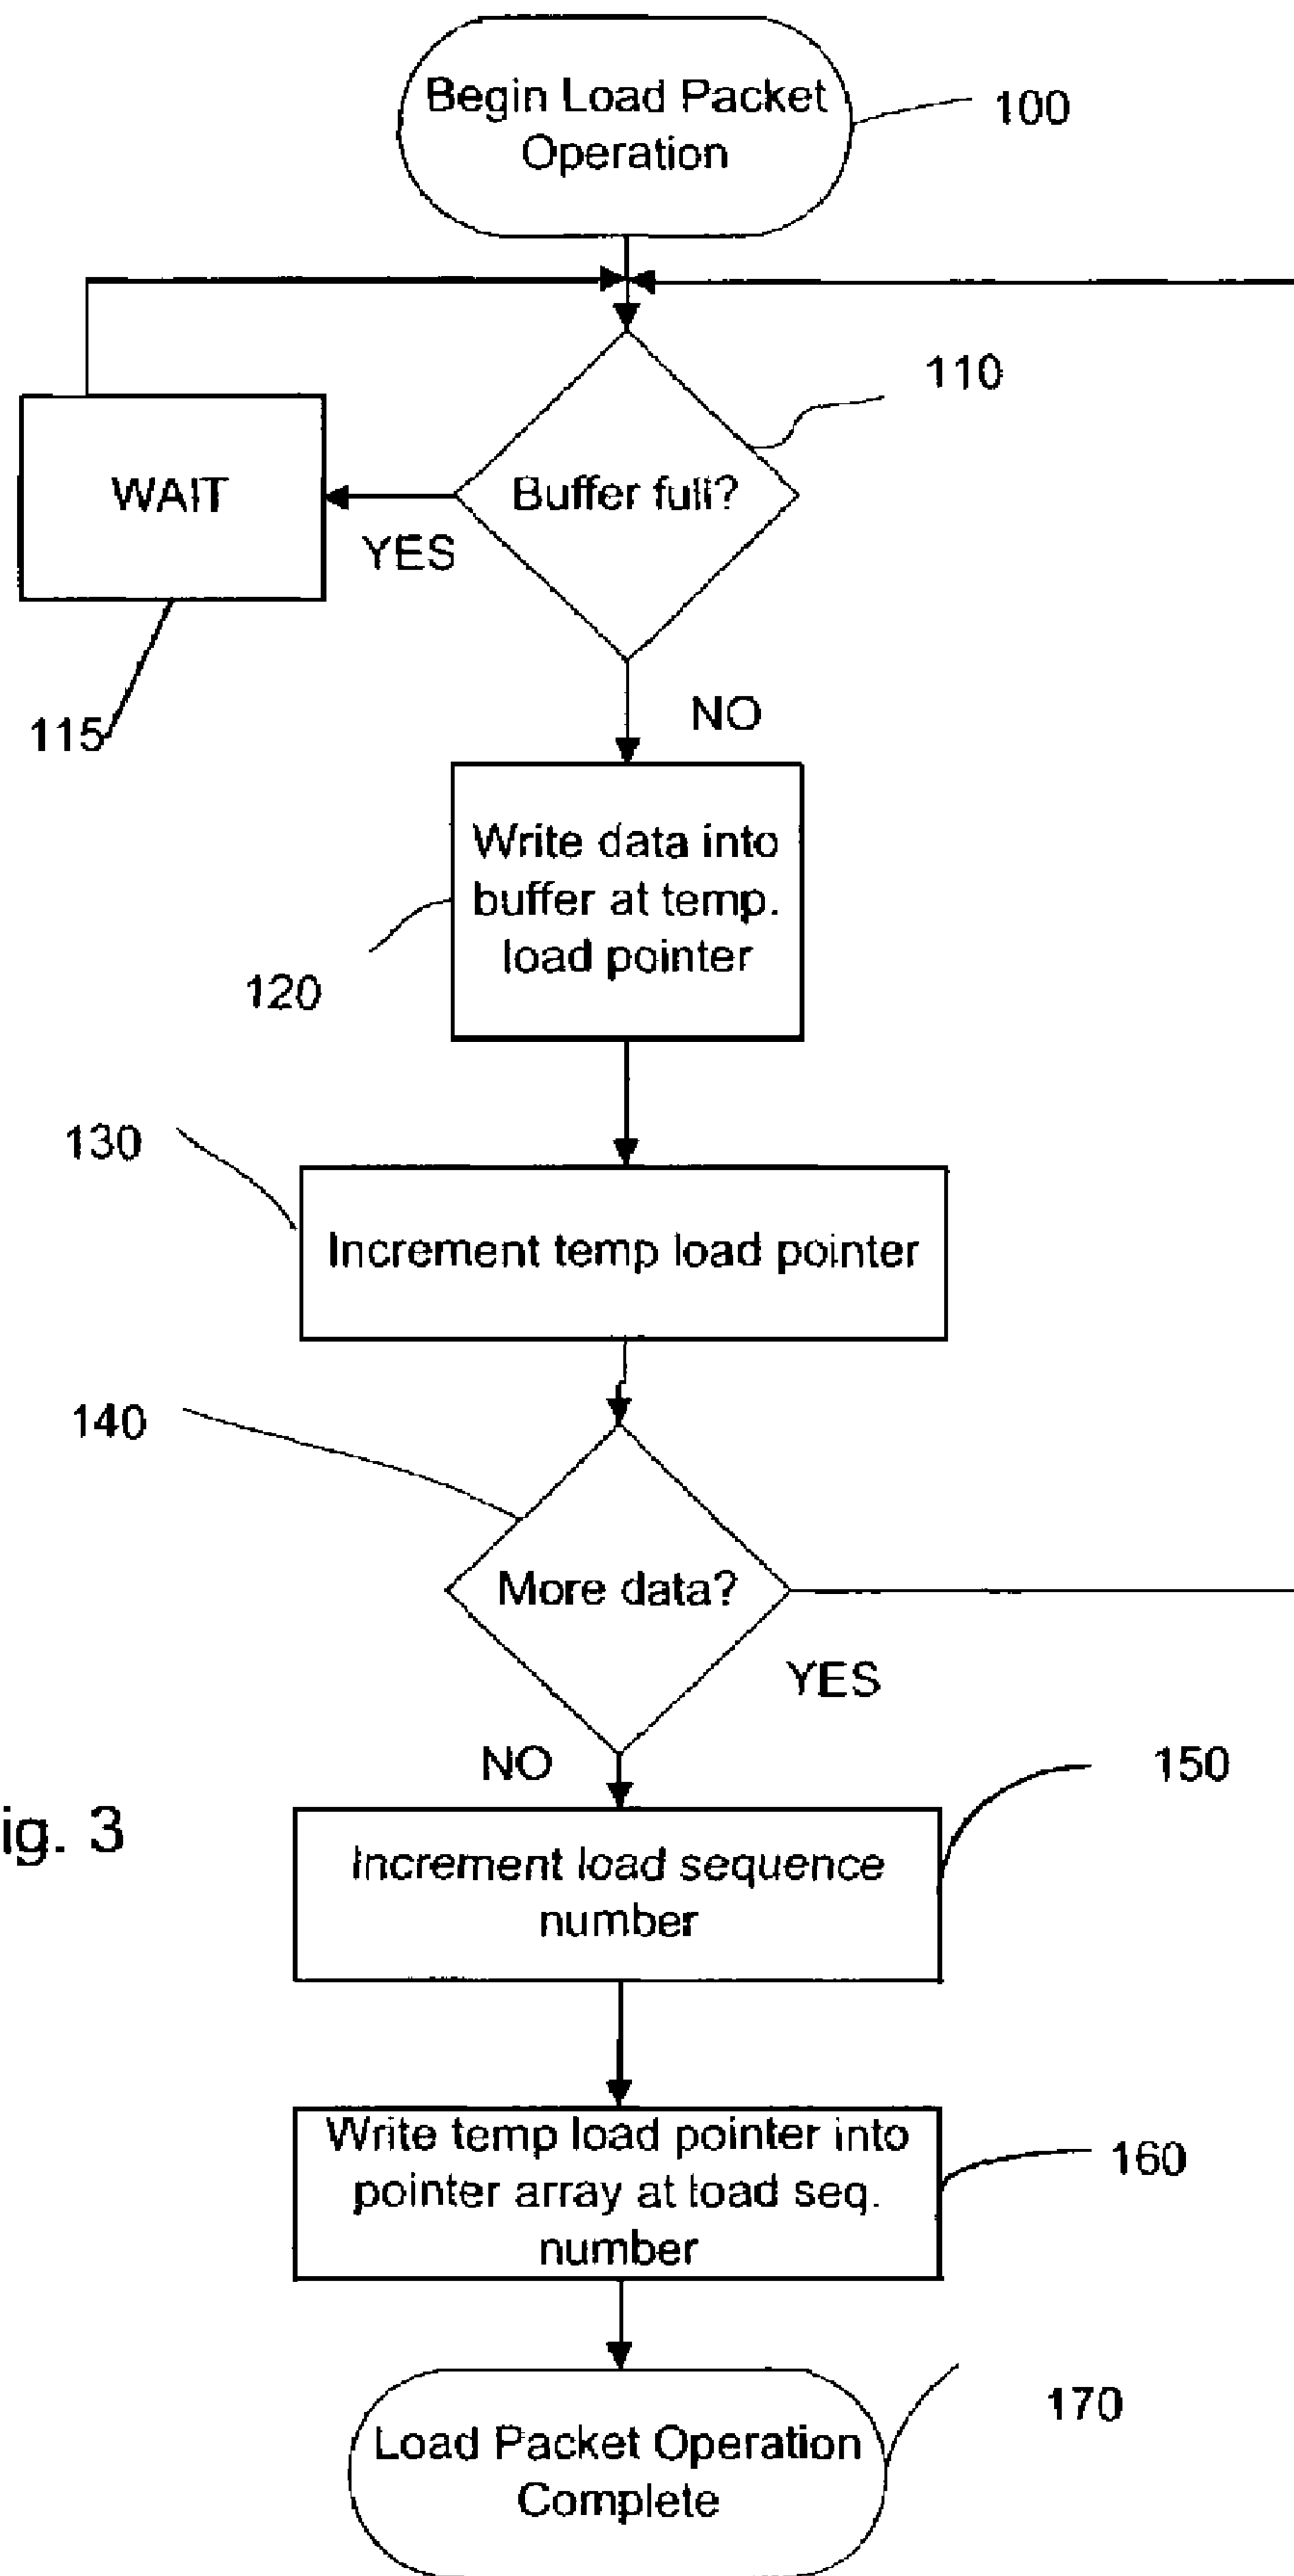 Begin Load Packet
Operation
100
110
WAIT
Buffer full?
YES
115
NO
Write data into
buffer at temp.
load pointer
120
130
Increment temp load pointer
140
More data?
YES
NO
150
ig. 3
Increment load sequence
number
Write temp load pointer into
pointer array at load seq.
number
160
170
Load Packet Operation
Complete